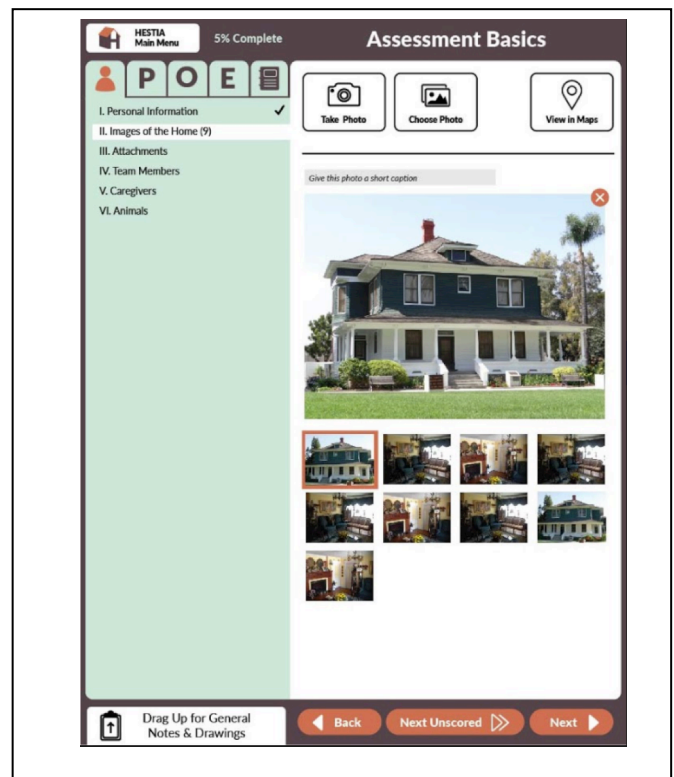 HESTIA
Main Menu
5% Complete
Assessment Basics
P O E
I. Personal Information
II. Images of the Home (9)
III. Attachments
IV. Team Members
V. Caregivers
VI. Animals
Take Photo
Choose Photo
View in Maps
Give this photo a short caption
Drag Up for General
Notes & Drawings
Back
Next Unscored
Next